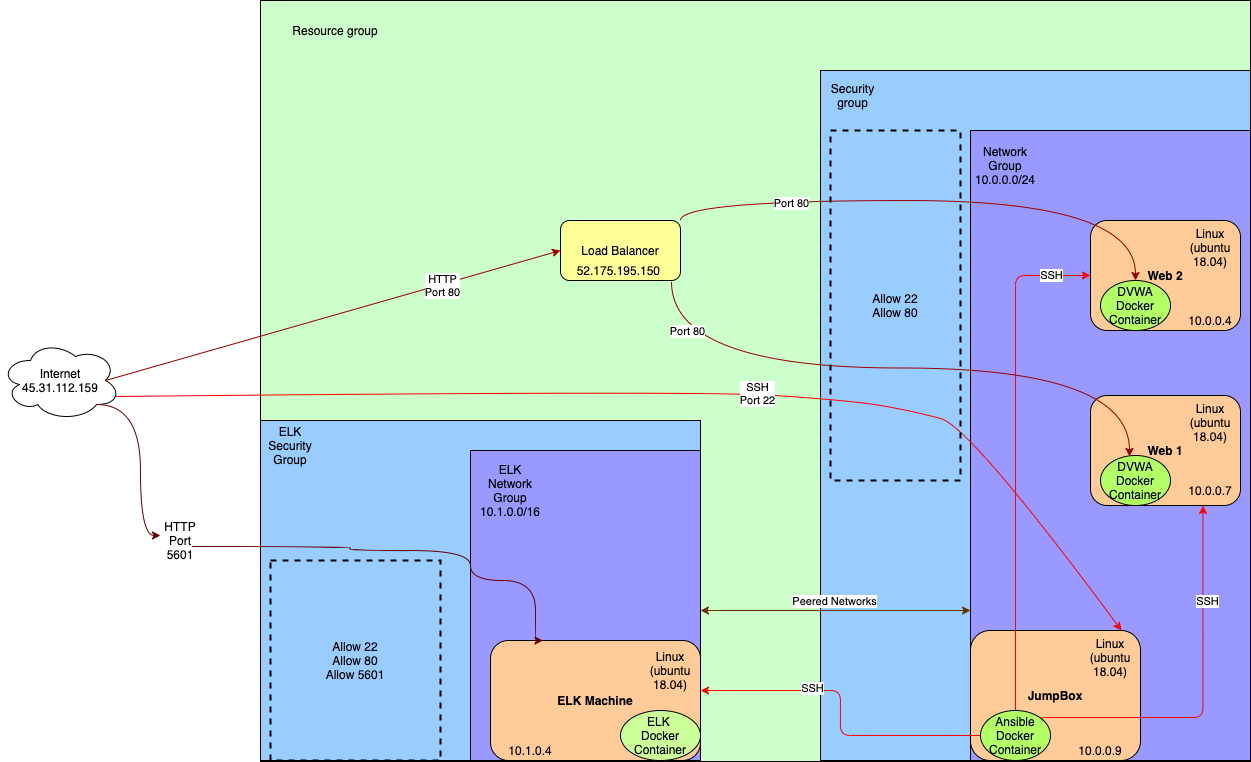 Resource group
Security
group
Network
Group
10.0.0.0/24
Port 80
Load Balancer
52.175.195.150
HTTP
Port 80
Linux
(ubuntu
18.04)
Web 2
SSH
DVWA
Docker
Container
10.0.0.4
Allow 22
Allow 80
Port 80
Internet
45.31.112.159
SSH
Port 22
Linux
(ubuntu
18.04)
Web 1
DVWA
Docker
Container
10.0.0.7
ELK
Security
Group
ELK
Network
Group
10.1.0.0/16
HTTP
Port
5601
Peered Networks
SSH
Allow 22
Allow 80
Allow 5601
Linux
(ubuntu
18.04)
ELK Machine
ELK
Docker
Container
10.1.0.4
SSH
Linux
(ubuntu
18.04)
JumpBox
Ansible
Docker
Container
10.0.0.9